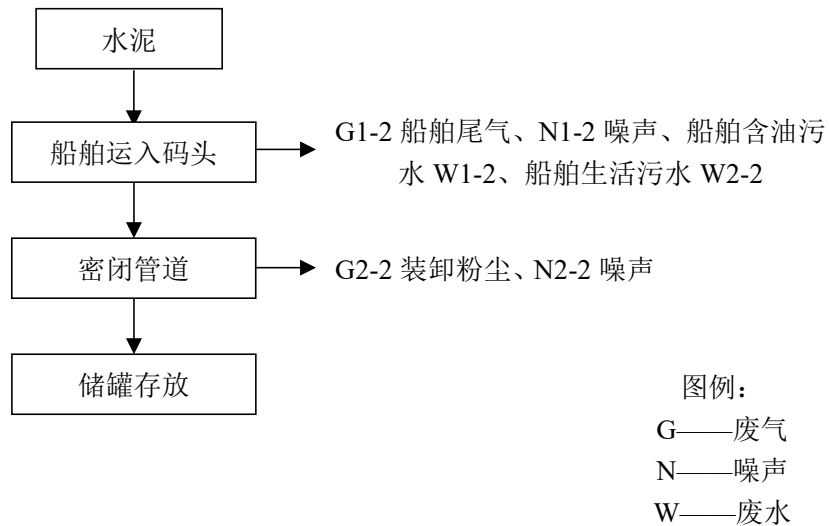 水泥
船舶运入码头
G1-2 船舶尾气、N1-2 噪声、船舶含油污
水 W1-2、船舶生活污水 W2-2
密闭管道
G2-2 装卸粉尘、N2-2 噪声
储罐存放
图例：
G——废气
N——噪声
W——废水